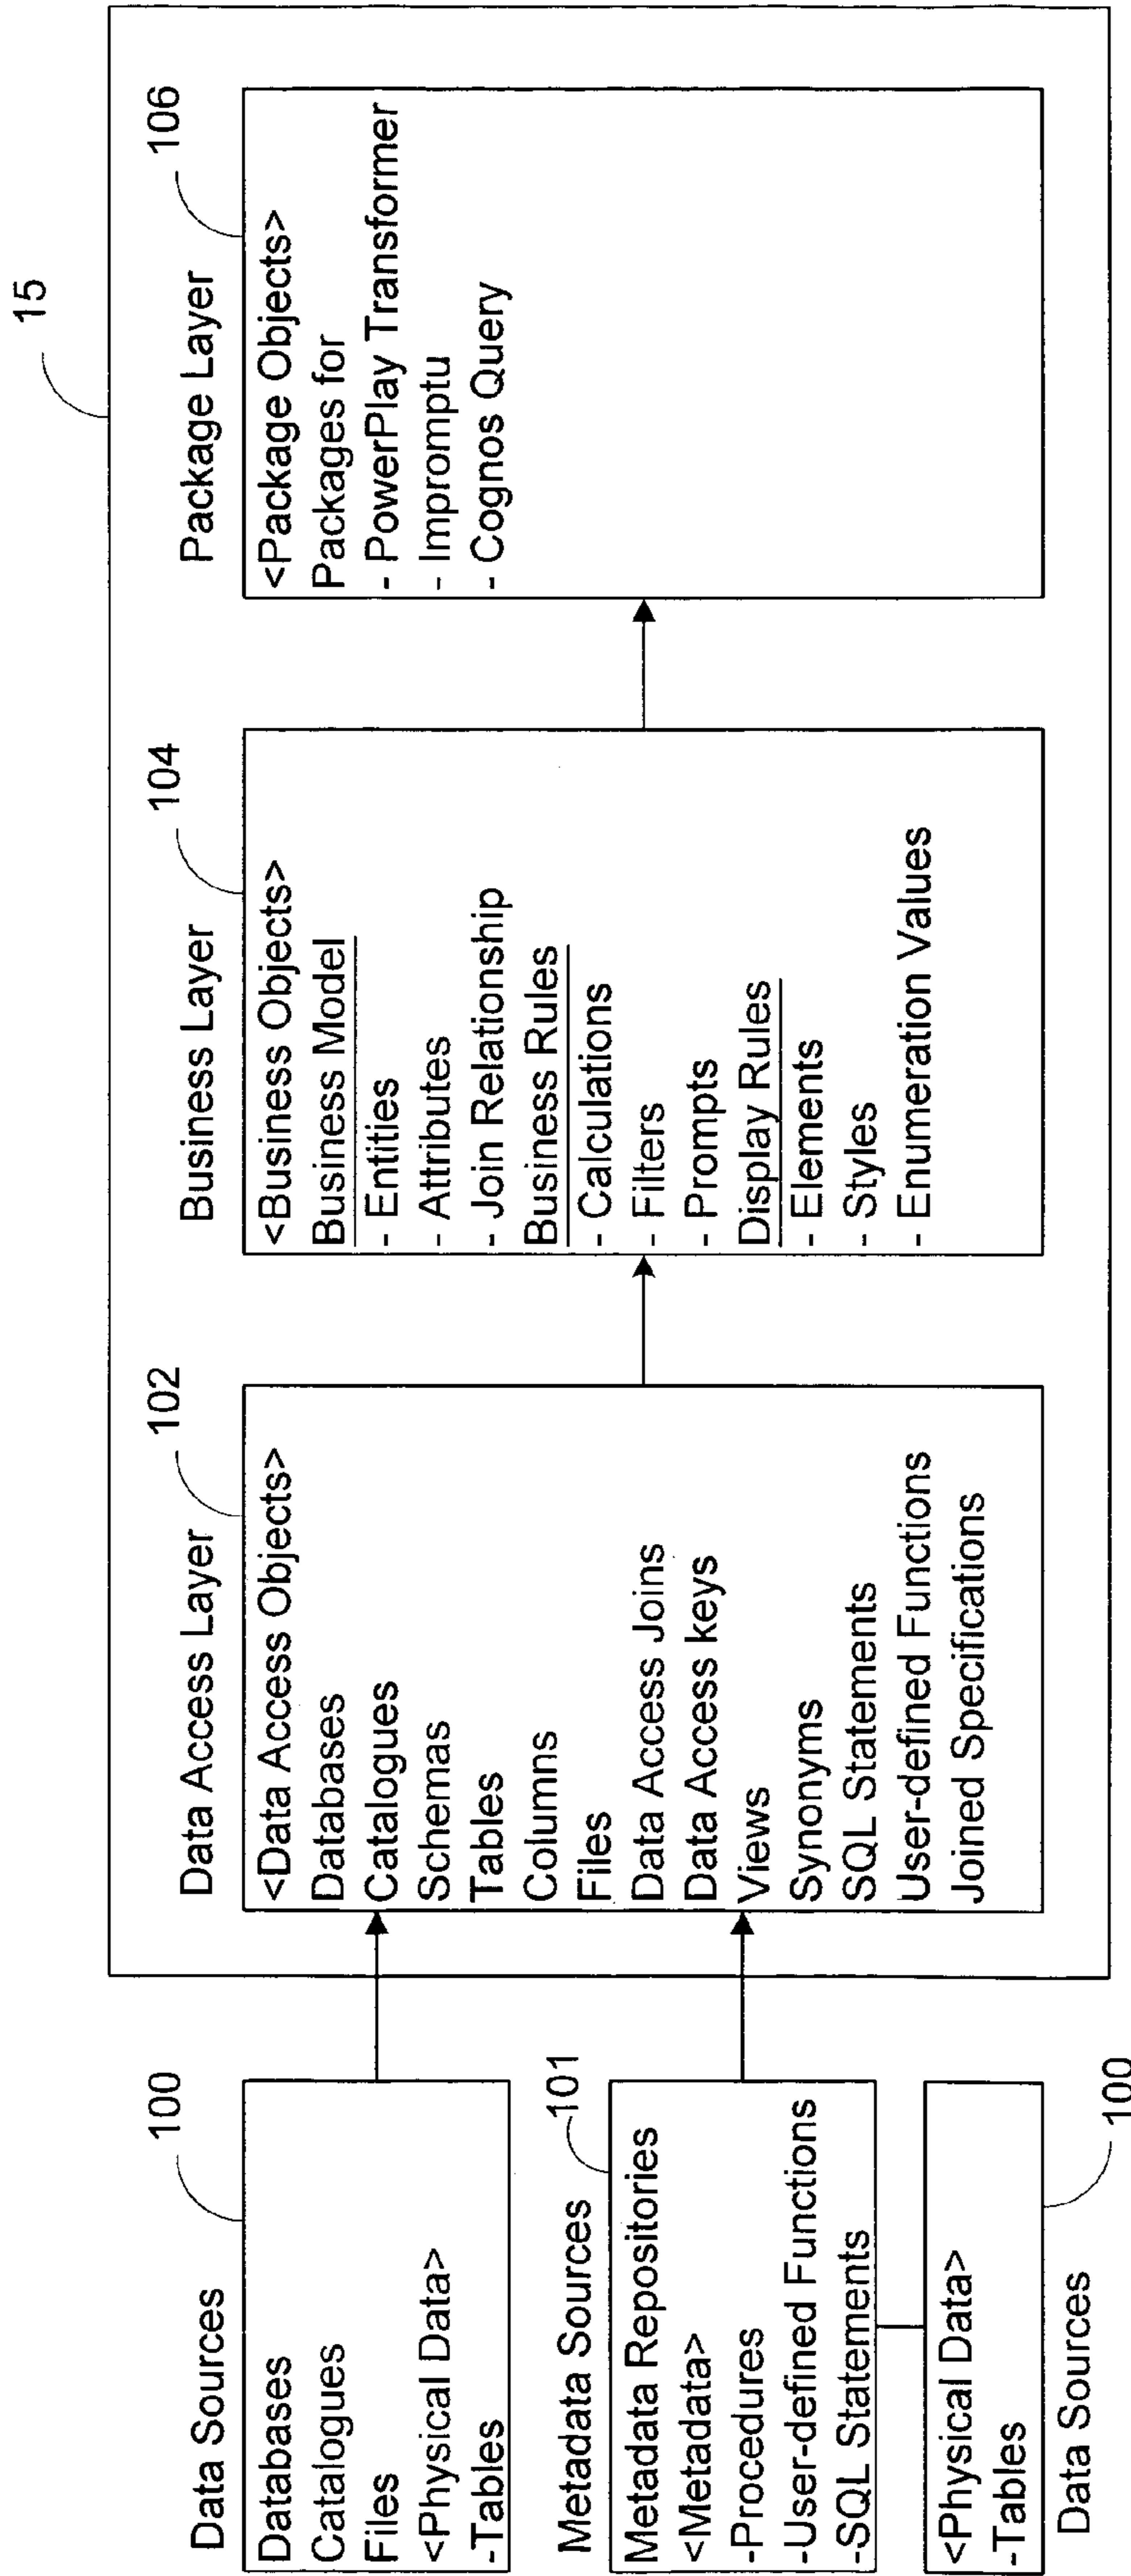 15
Data Sources
100
Databases
Catalogues
Files
<Physical Data>
-Tables
Metadata Sources
101
Metadata Repositories
<Metadata>
-Procedures
-User-defined Functions
-SQL Statements
<Physical Data>
-Tables
Data Sources
100
Data Access Layer
102
<Data Access Objects>
Databases
Catalogues
Schemas
Tables
Columns
Files
Data Access Joins
Data Access keys
Views
Synonyms
SQL Statements
User-defined Functions
Joined Specifications
Business Layer
104
<Business Objects>
Business Model
- Entities
- Attributes
- Join Relationship
Business Rules
- Calculations
- Filters
- Prompts
Display Rules
- Elements
- Styles
- Enumeration Values
Package Layer
106
<Package Objects>
Packages for
- PowerPlay Transformer
- Impromptu
- Cognos Query